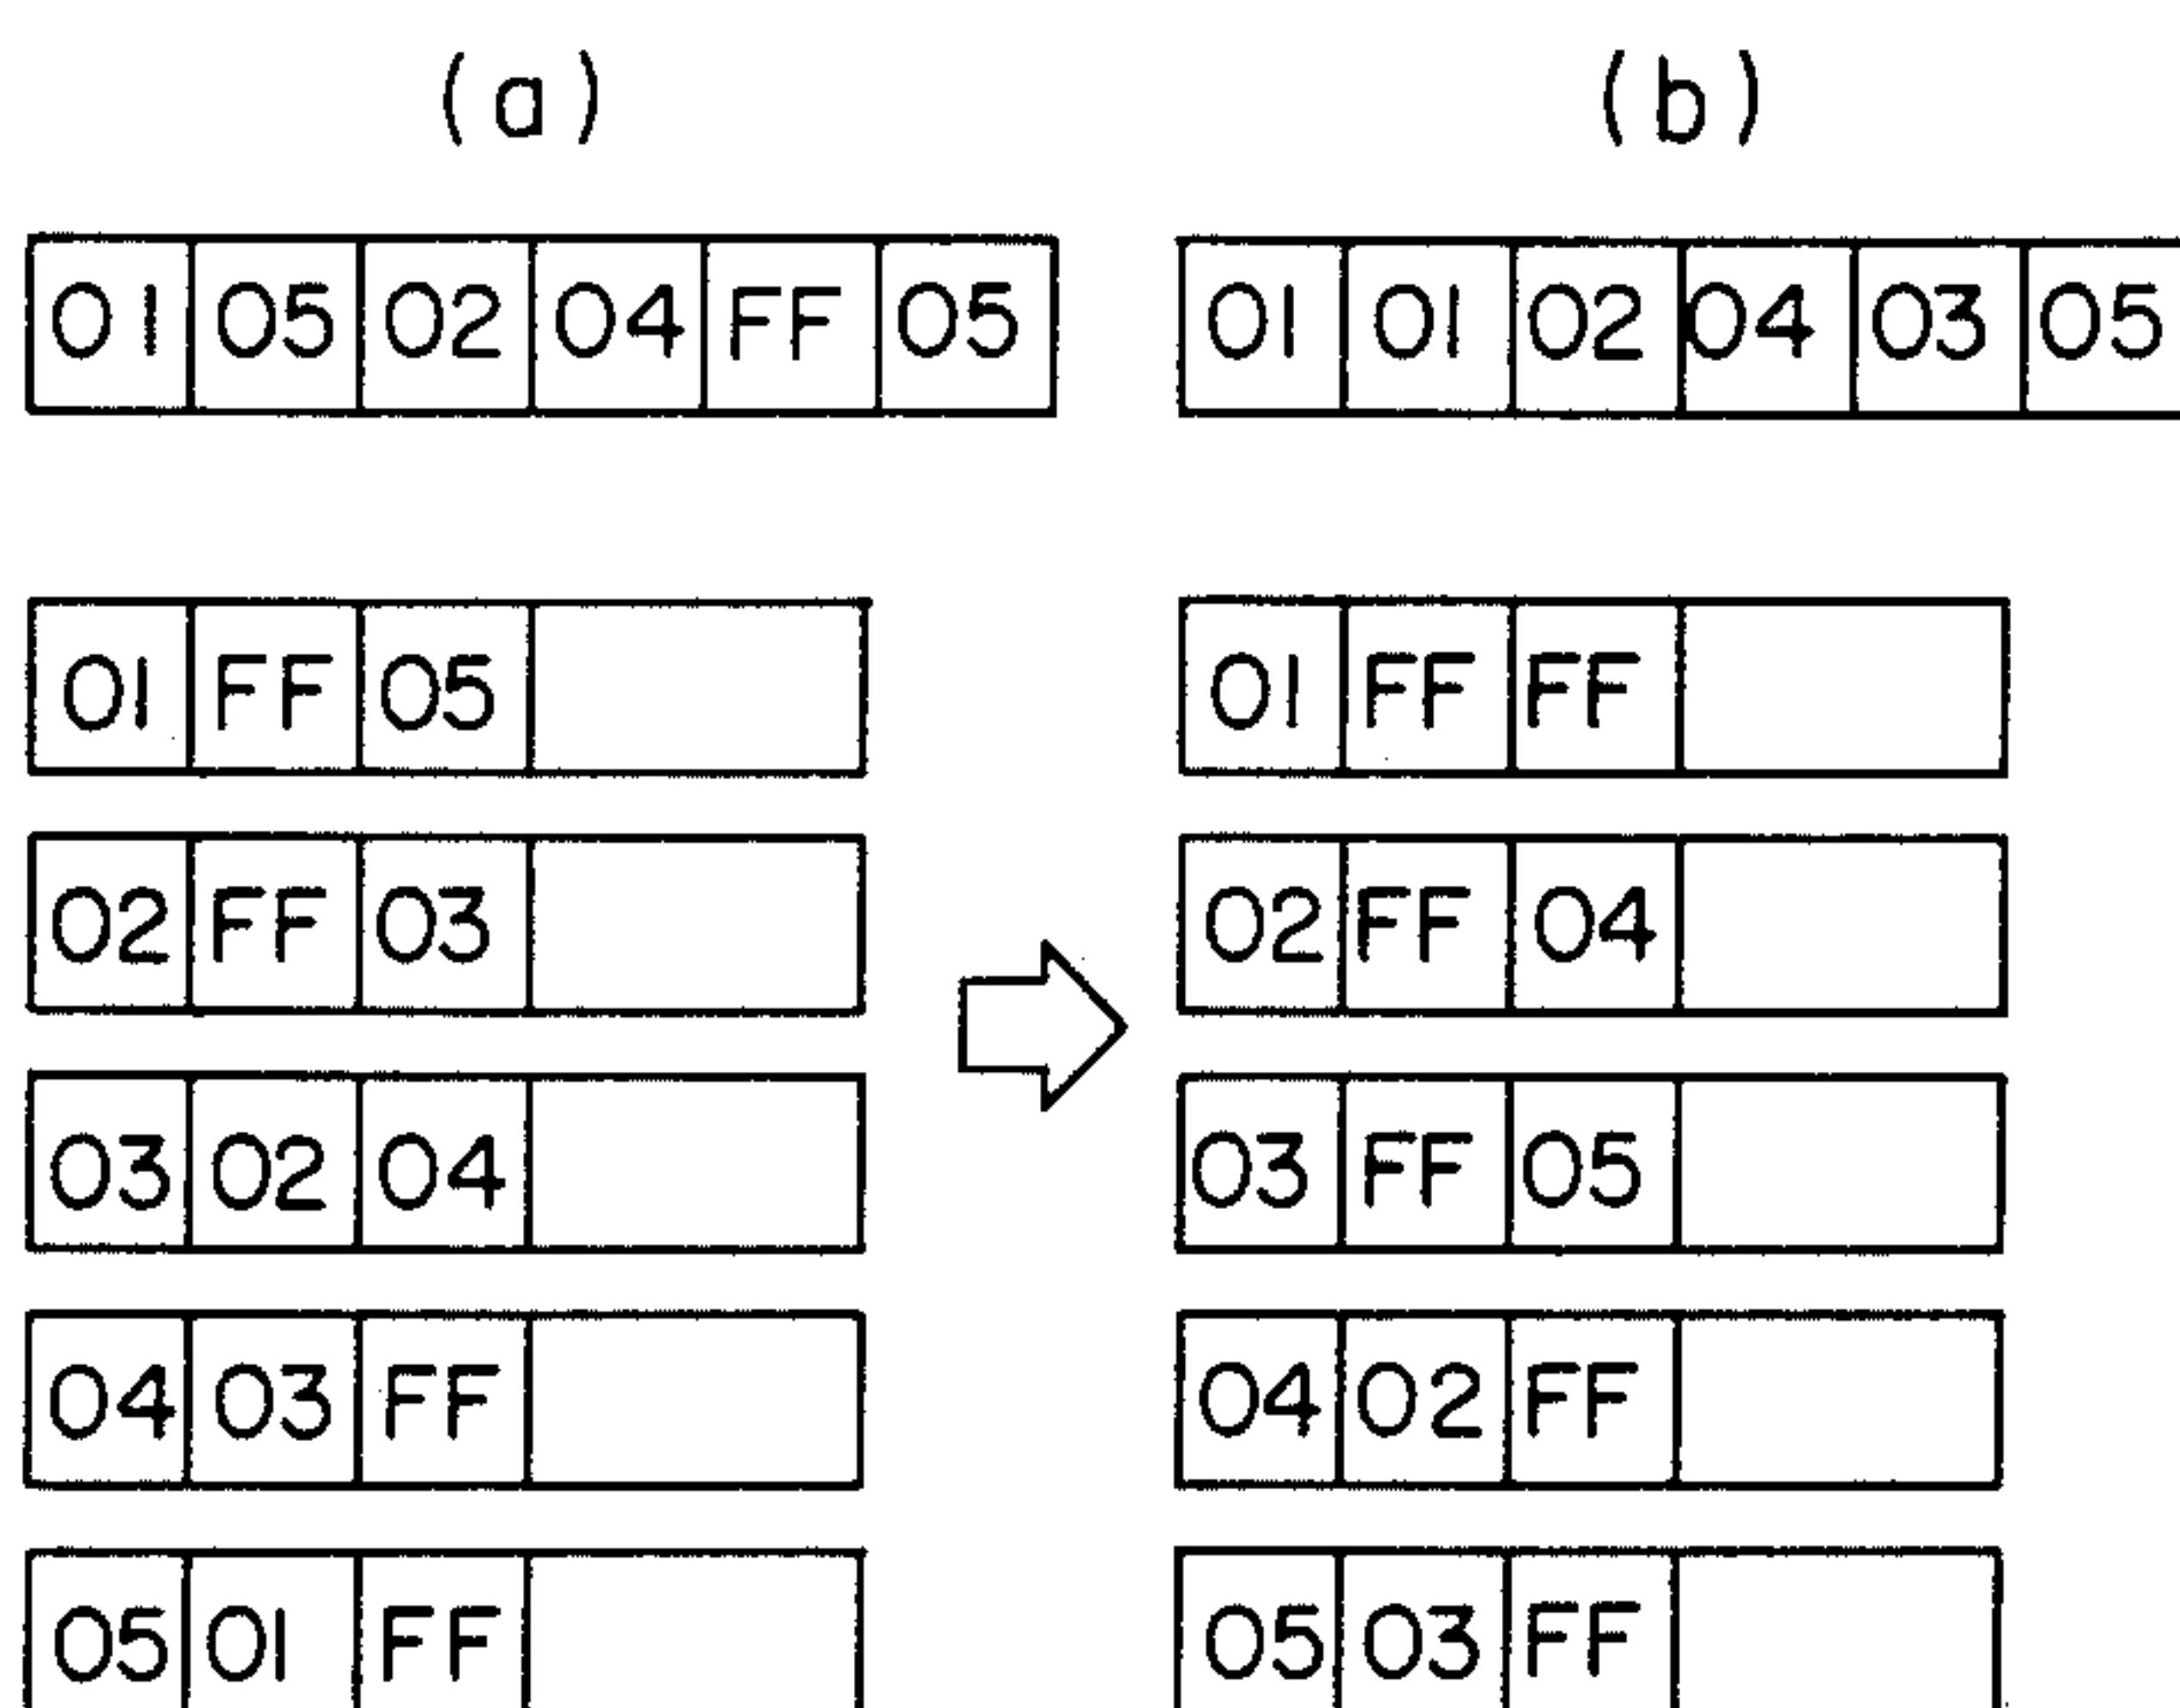 (a) (b)
01 05 02 04 FF 05 01 01 02 04 03 05
01 FF 05 01 FF FF
02 FF 03 02 FF 04
03 02 04 03 FF 05
04 03 FF 04 02 FF
05 01 FF 05 03 FF